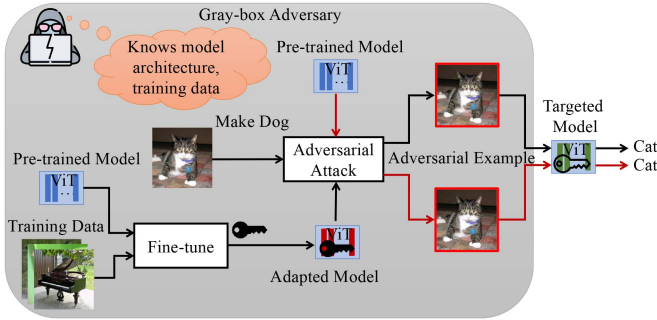 Gray-box Adversary
Knows model
architecture,
training data
Pre-trained Model
ViT
...
Make Dog
Adversarial
Attack
Adversarial Example
Targeted
Model
ViT
Cat
Cat
Pre-trained Model
ViT
...
Training Data
Fine-tune
ViT
Adapted Model